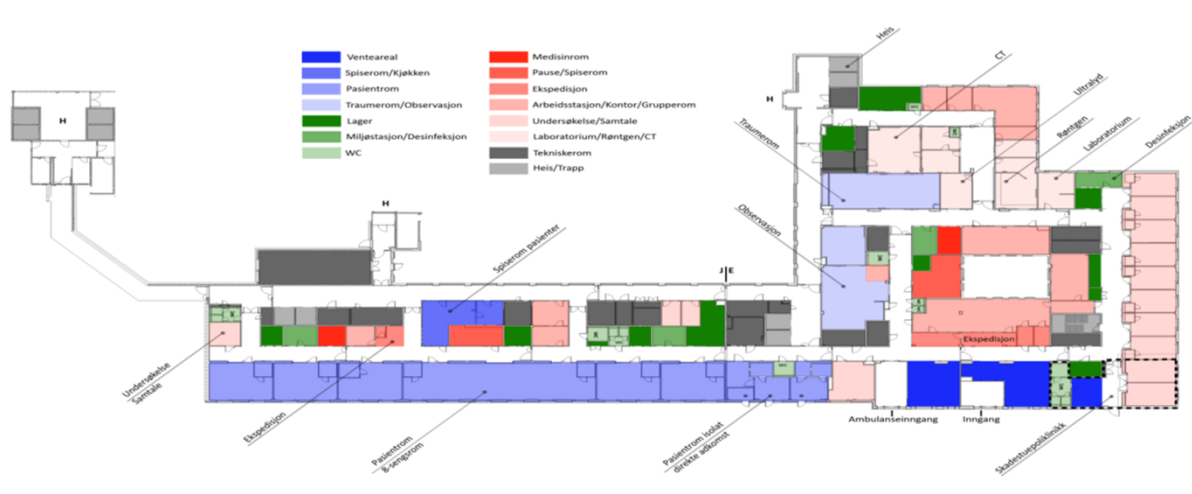 Venteareal
Spiserom/Kjøkken
Pasientrom
Traumerom/Observasjon
Lager
Miljøstasjon/Desinfeksjon
WC
Medisinrom
Pause/Spiserom
Ekspedisjon
Arbeidsstasjon/Kontor/Grupperom
Undersøkelse/Samtale
Laboratorium/Røntgen/CT
Tekniskerom
Heis/Trapp
Heis
CT
Ultralyd
Røntgen
Laboratorium
Desinfeksjon
H
H
H
Traumerom
Observasjon
Spiserom pasienter
J E
Ekspedisjon
Undersøkelse
Samtale
Ekspedisjon
Pasientrom
8-sengsrom
Pasientrom isolat
direkte adkomst
Ambulanseinngang
Inngang
Skadestuepoliklinikk